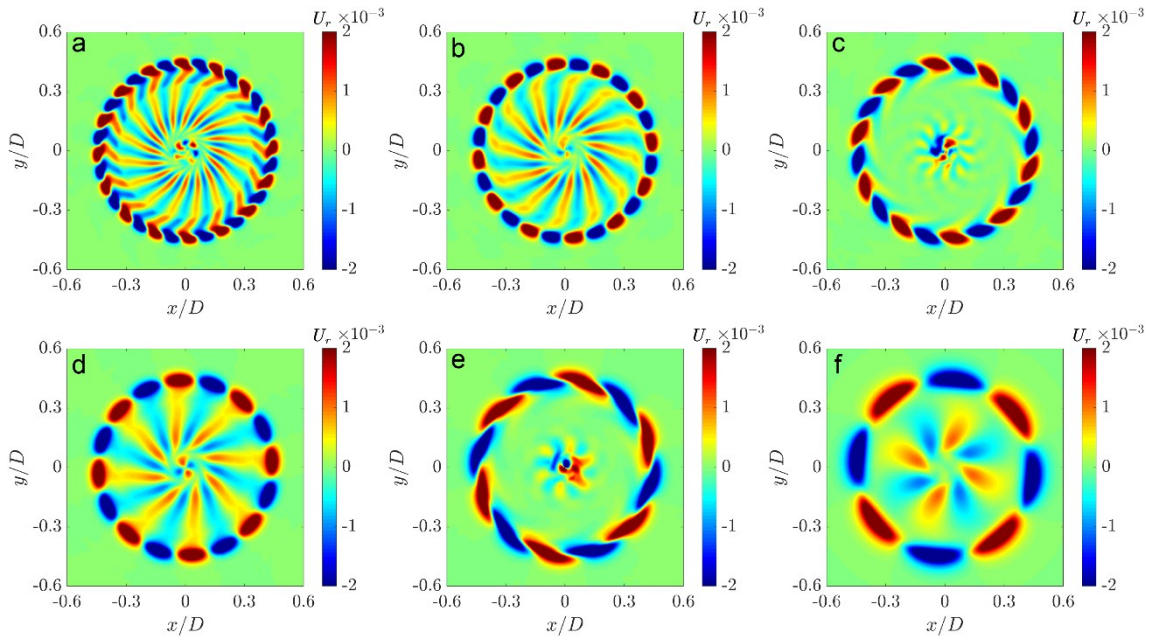 0.6 a U_r ×10⁻³ 2
0.3 1
y/D 0 0
-0.3 -1
-0.6 -2
-0.6 -0.3 0 0.3 0.6
x/D
0.6 b U_r ×10⁻³ 2
0.3 1
y/D 0 0
-0.3 -1
-0.6 -2
-0.6 -0.3 0 0.3 0.6
x/D
0.6 c U_r ×10⁻³ 2
0.3 1
y/D 0 0
-0.3 -1
-0.6 -2
-0.6 -0.3 0 0.3 0.6
x/D
0.6 d U_r ×10⁻³ 2
0.3 1
y/D 0 0
-0.3 -1
-0.6 -2
-0.6 -0.3 0 0.3 0.6
x/D
0.6 e U_r ×10⁻³ 2
0.3 1
y/D 0 0
-0.3 -1
-0.6 -2
-0.6 -0.3 0 0.3 0.6
x/D
0.6 f U_r ×10⁻³ 2
0.3 1
y/D 0 0
-0.3 -1
-0.6 -2
-0.6 -0.3 0 0.3 0.6
x/D